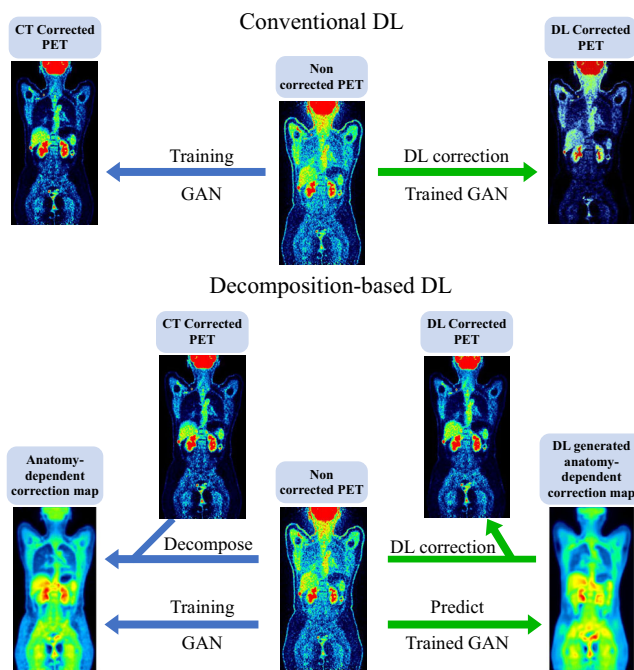 Conventional DL
CT Corrected
PET
Non
corrected PET
DL Corrected
PET
Training
GAN
DL correction
Trained GAN
Decomposition-based DL
CT Corrected
PET
DL Corrected
PET
Anatomy-
dependent
correction map
Non
corrected PET
DL generated
anatomy-
dependent
correction map
Decompose
DL correction
Training
GAN
Predict
Trained GAN